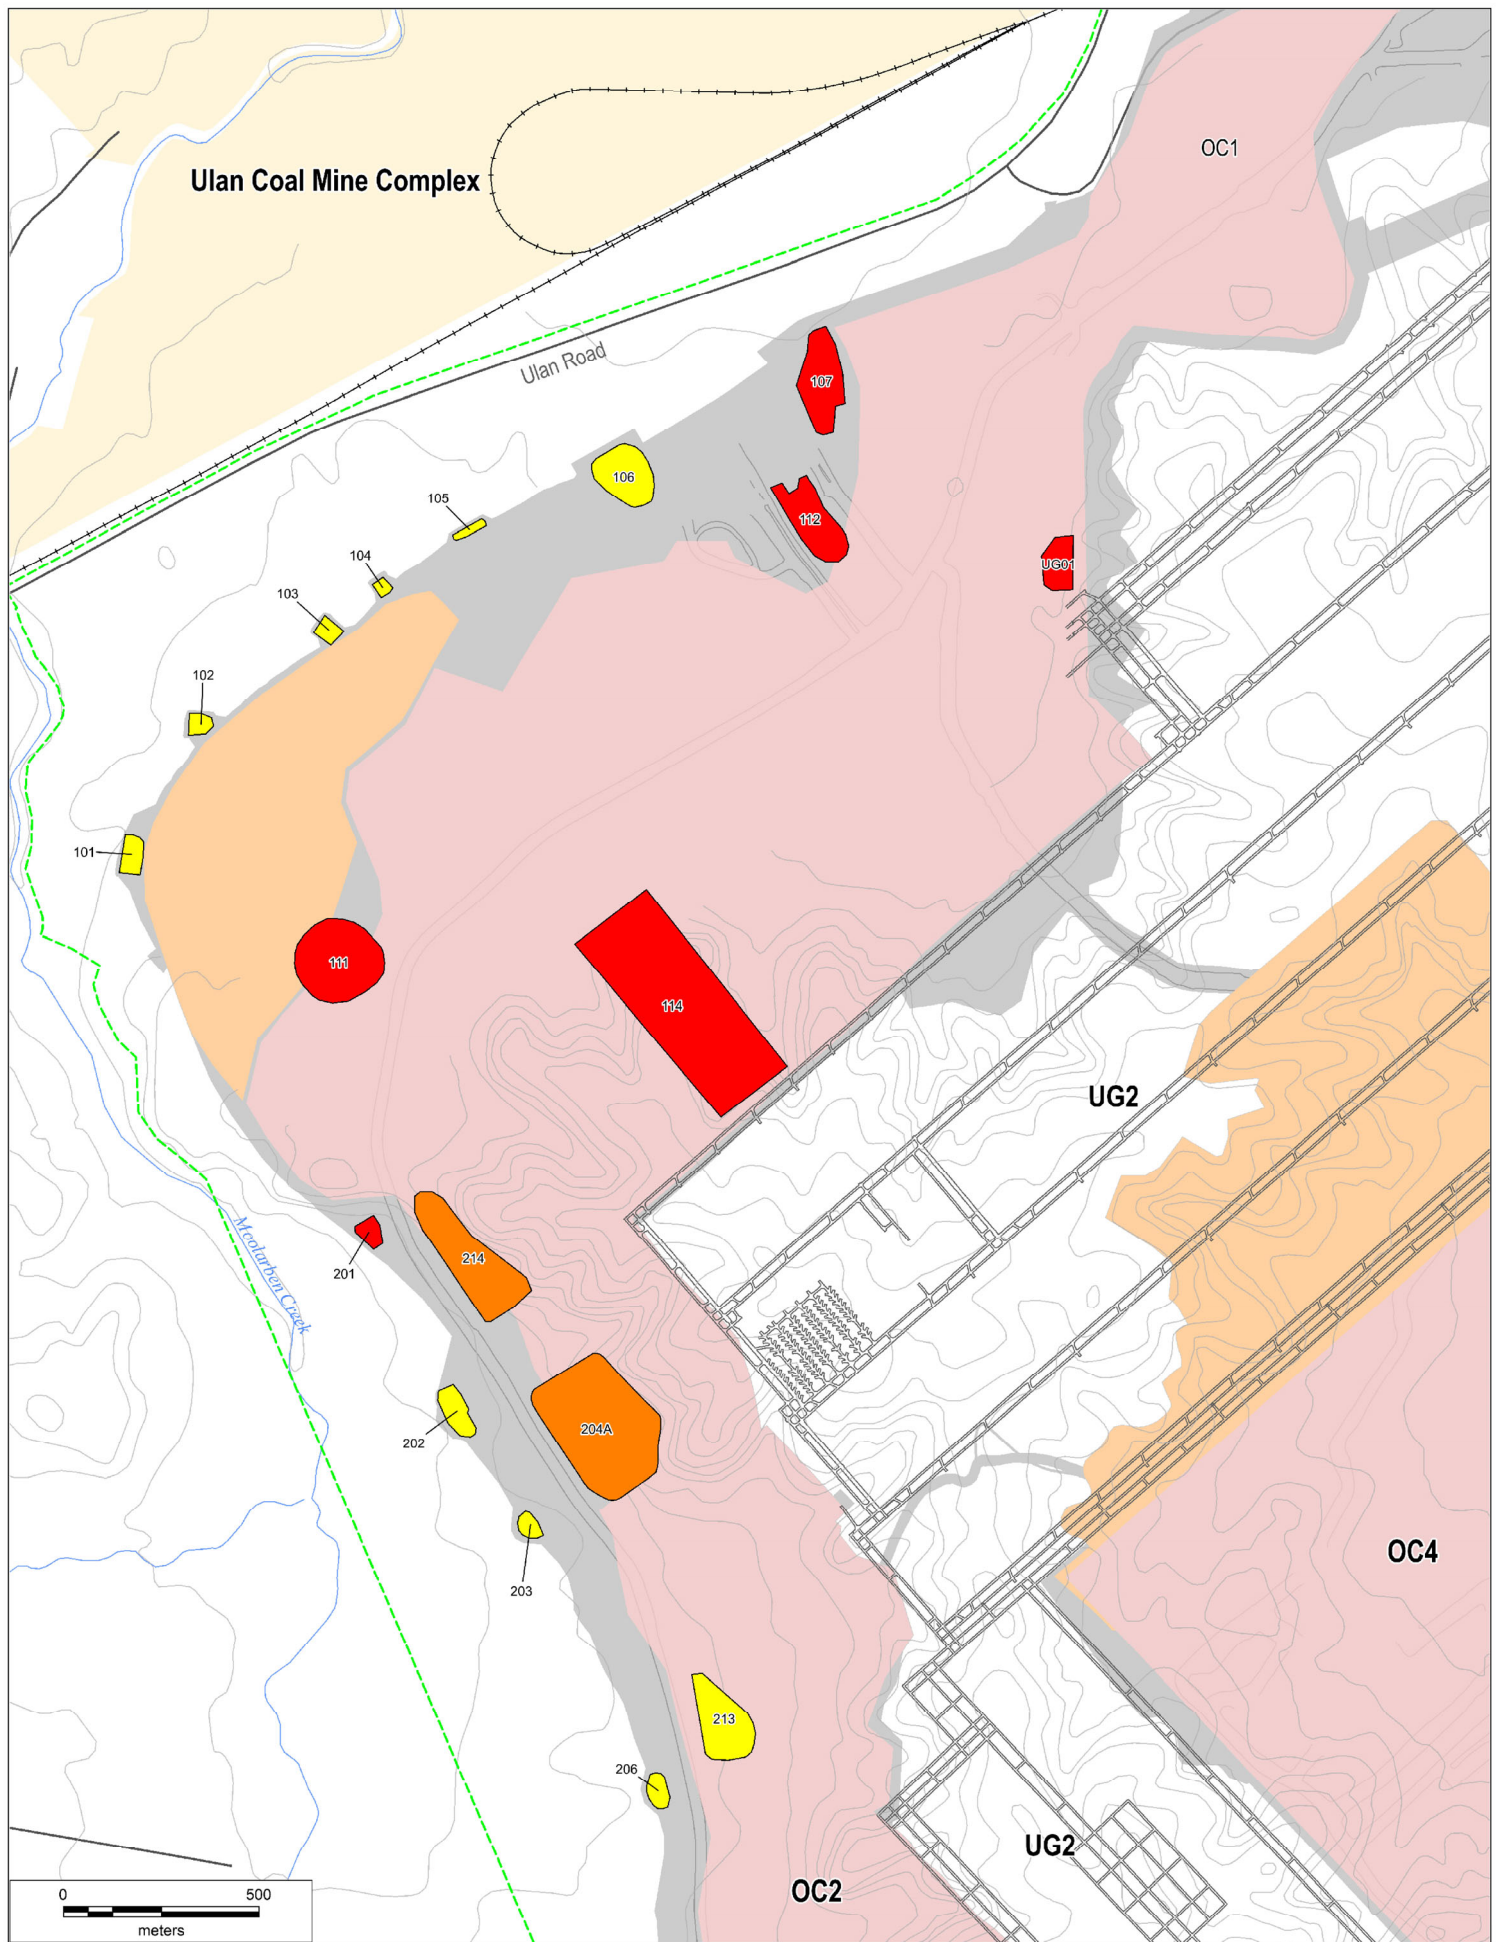 OC1
Ulan Coal Mine Complex
Ulan Road
107
106
105
112
104
UG01
103
102
101
111
114
UG2
201
Moolarben Creek
214
202
204A
203
OC4
213
206
UG2
OC2
0 500
meters